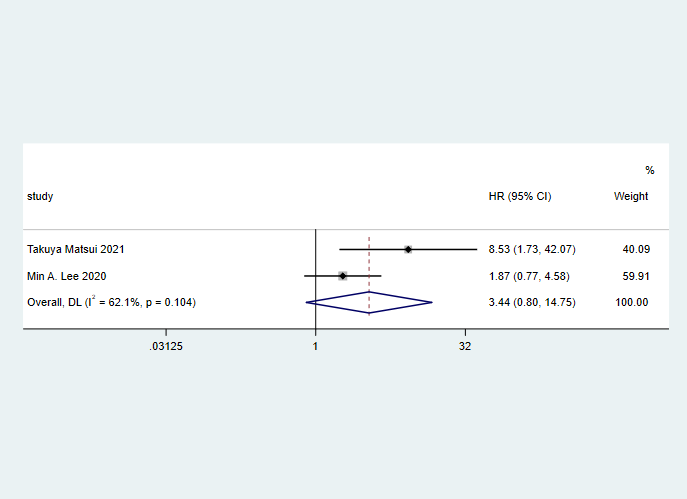 %
study HR (95% CI) Weight
Takuya Matsui 2021 8.53 (1.73, 42.07) 40.09
Min A. Lee 2020 1.87 (0.77, 4.58) 59.91
Overall, DL (I² = 62.1%, p = 0.104) 3.44 (0.80, 14.75) 100.00
.03125 1 32